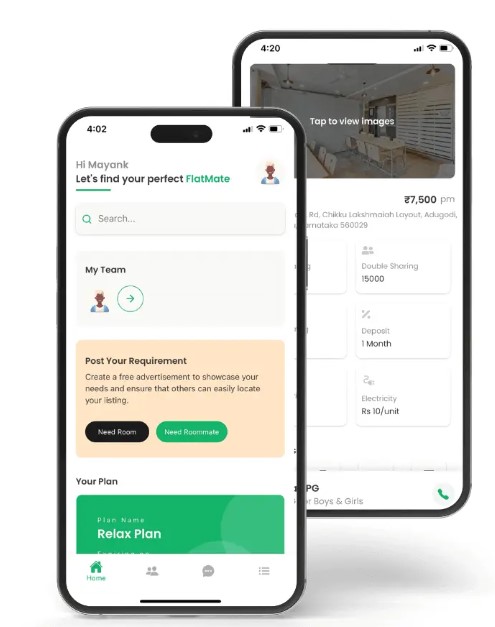 4:20
Tap to view images
₹7,500 pm
Rd, Chikku Lakshmaiah Layout, Adugodi,
560029
Double Sharing
15000
Deposit
1 Month
Electricity
Rs 10/unit
PG
Boys & Girls
4:02
Hi Mayank
Let's find your perfect FlatMate
Search...
My Team
Post Your Requirement
Create a free advertisement to showcase your
needs and ensure that others can easily locate
your listing.
Need Room
Need Roommate
Your Plan
Plan Name
Relax Plan
Home